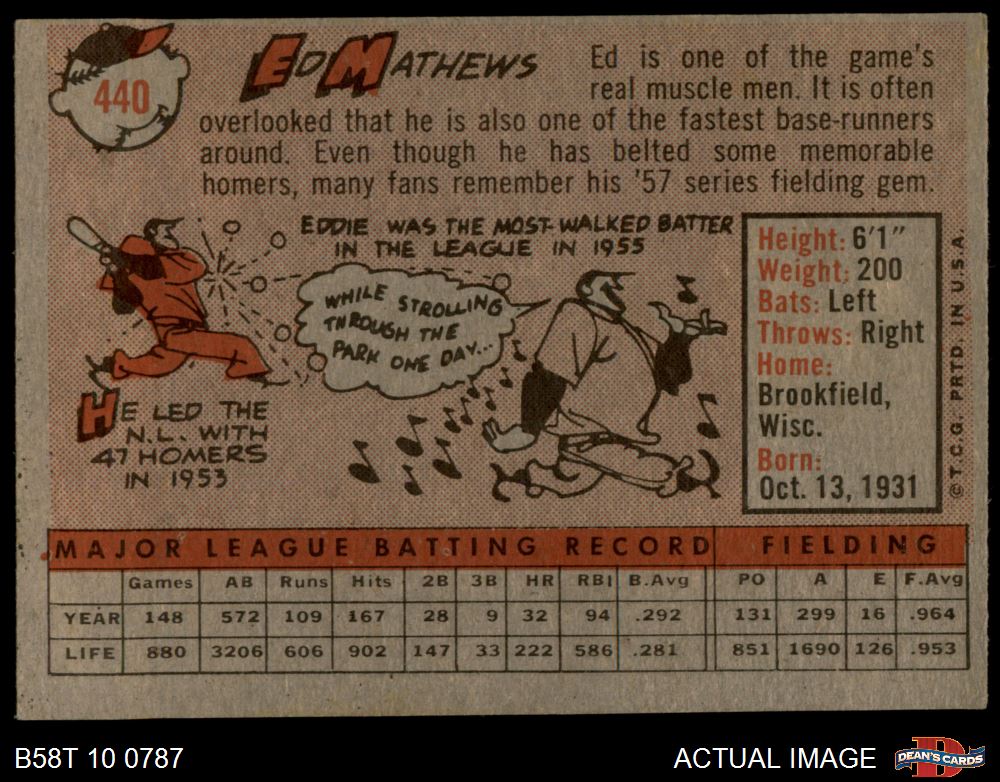 440
ED MATHEWS
Ed is one of the game's
real muscle men. It is often
overlooked that he is also one of the fastest base-runners
around. Even though he has belted some memorable
homers, many fans remember his '57 series fielding gem.
EDDIE WAS THE MOST-WALKED BATTER
IN THE LEAGUE IN 1955
WHILE STROLLING
THROUGH THE
PARK ONE DAY...
HE LED THE
N.L. WITH
47 HOMERS
IN 1953
Height: 6'1"
Weight: 200
Bats: Left
Throws: Right
Home:
Brookfield,
Wisc.
Born:
Oct. 13, 1931
© T.C.G. PRTD. IN U.S.A.
MAJOR LEAGUE BATTING RECORD FIELDING
Games AB Runs Hits 2B 3B HR RBI B.Avg PO A E F.Avg
YEAR 148 572 109 167 28 9 32 94 .292 131 299 16 .964
LIFE 880 3206 606 902 147 33 222 586 .281 851 1690 126 .953
B58T 10 0787
ACTUAL IMAGE
D
DEAN'S CARDS